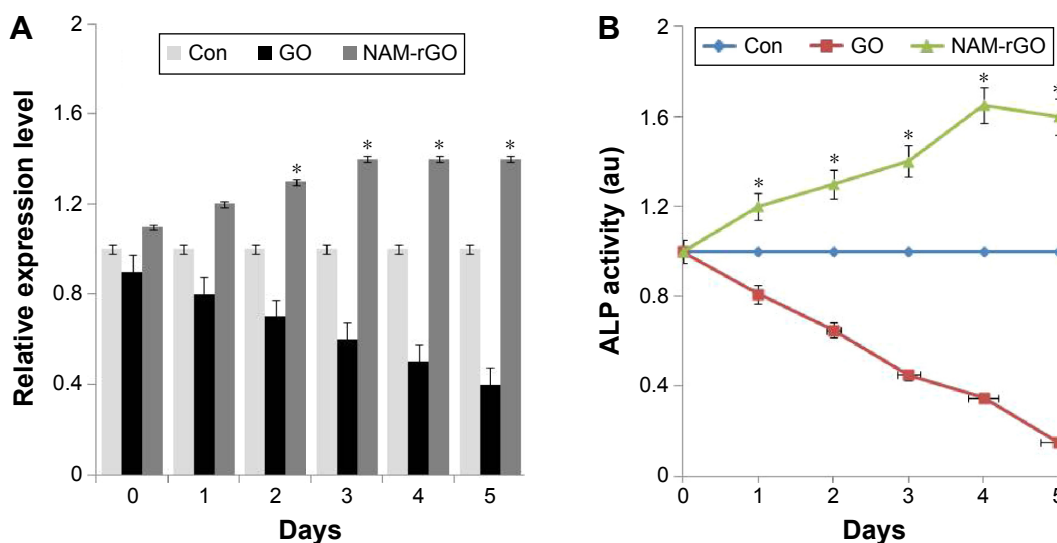 A
Con GO NAM-rGO
Relative expression level
2
1.6
1.2
0.8
0.4
0
* * * *
0 1 2 3 4 5
Days
B
Con GO NAM-rGO
ALP activity (au)
2
1.6
1.2
0.8
0.4
0
* * * * *
0 1 2 3 4 5
Days